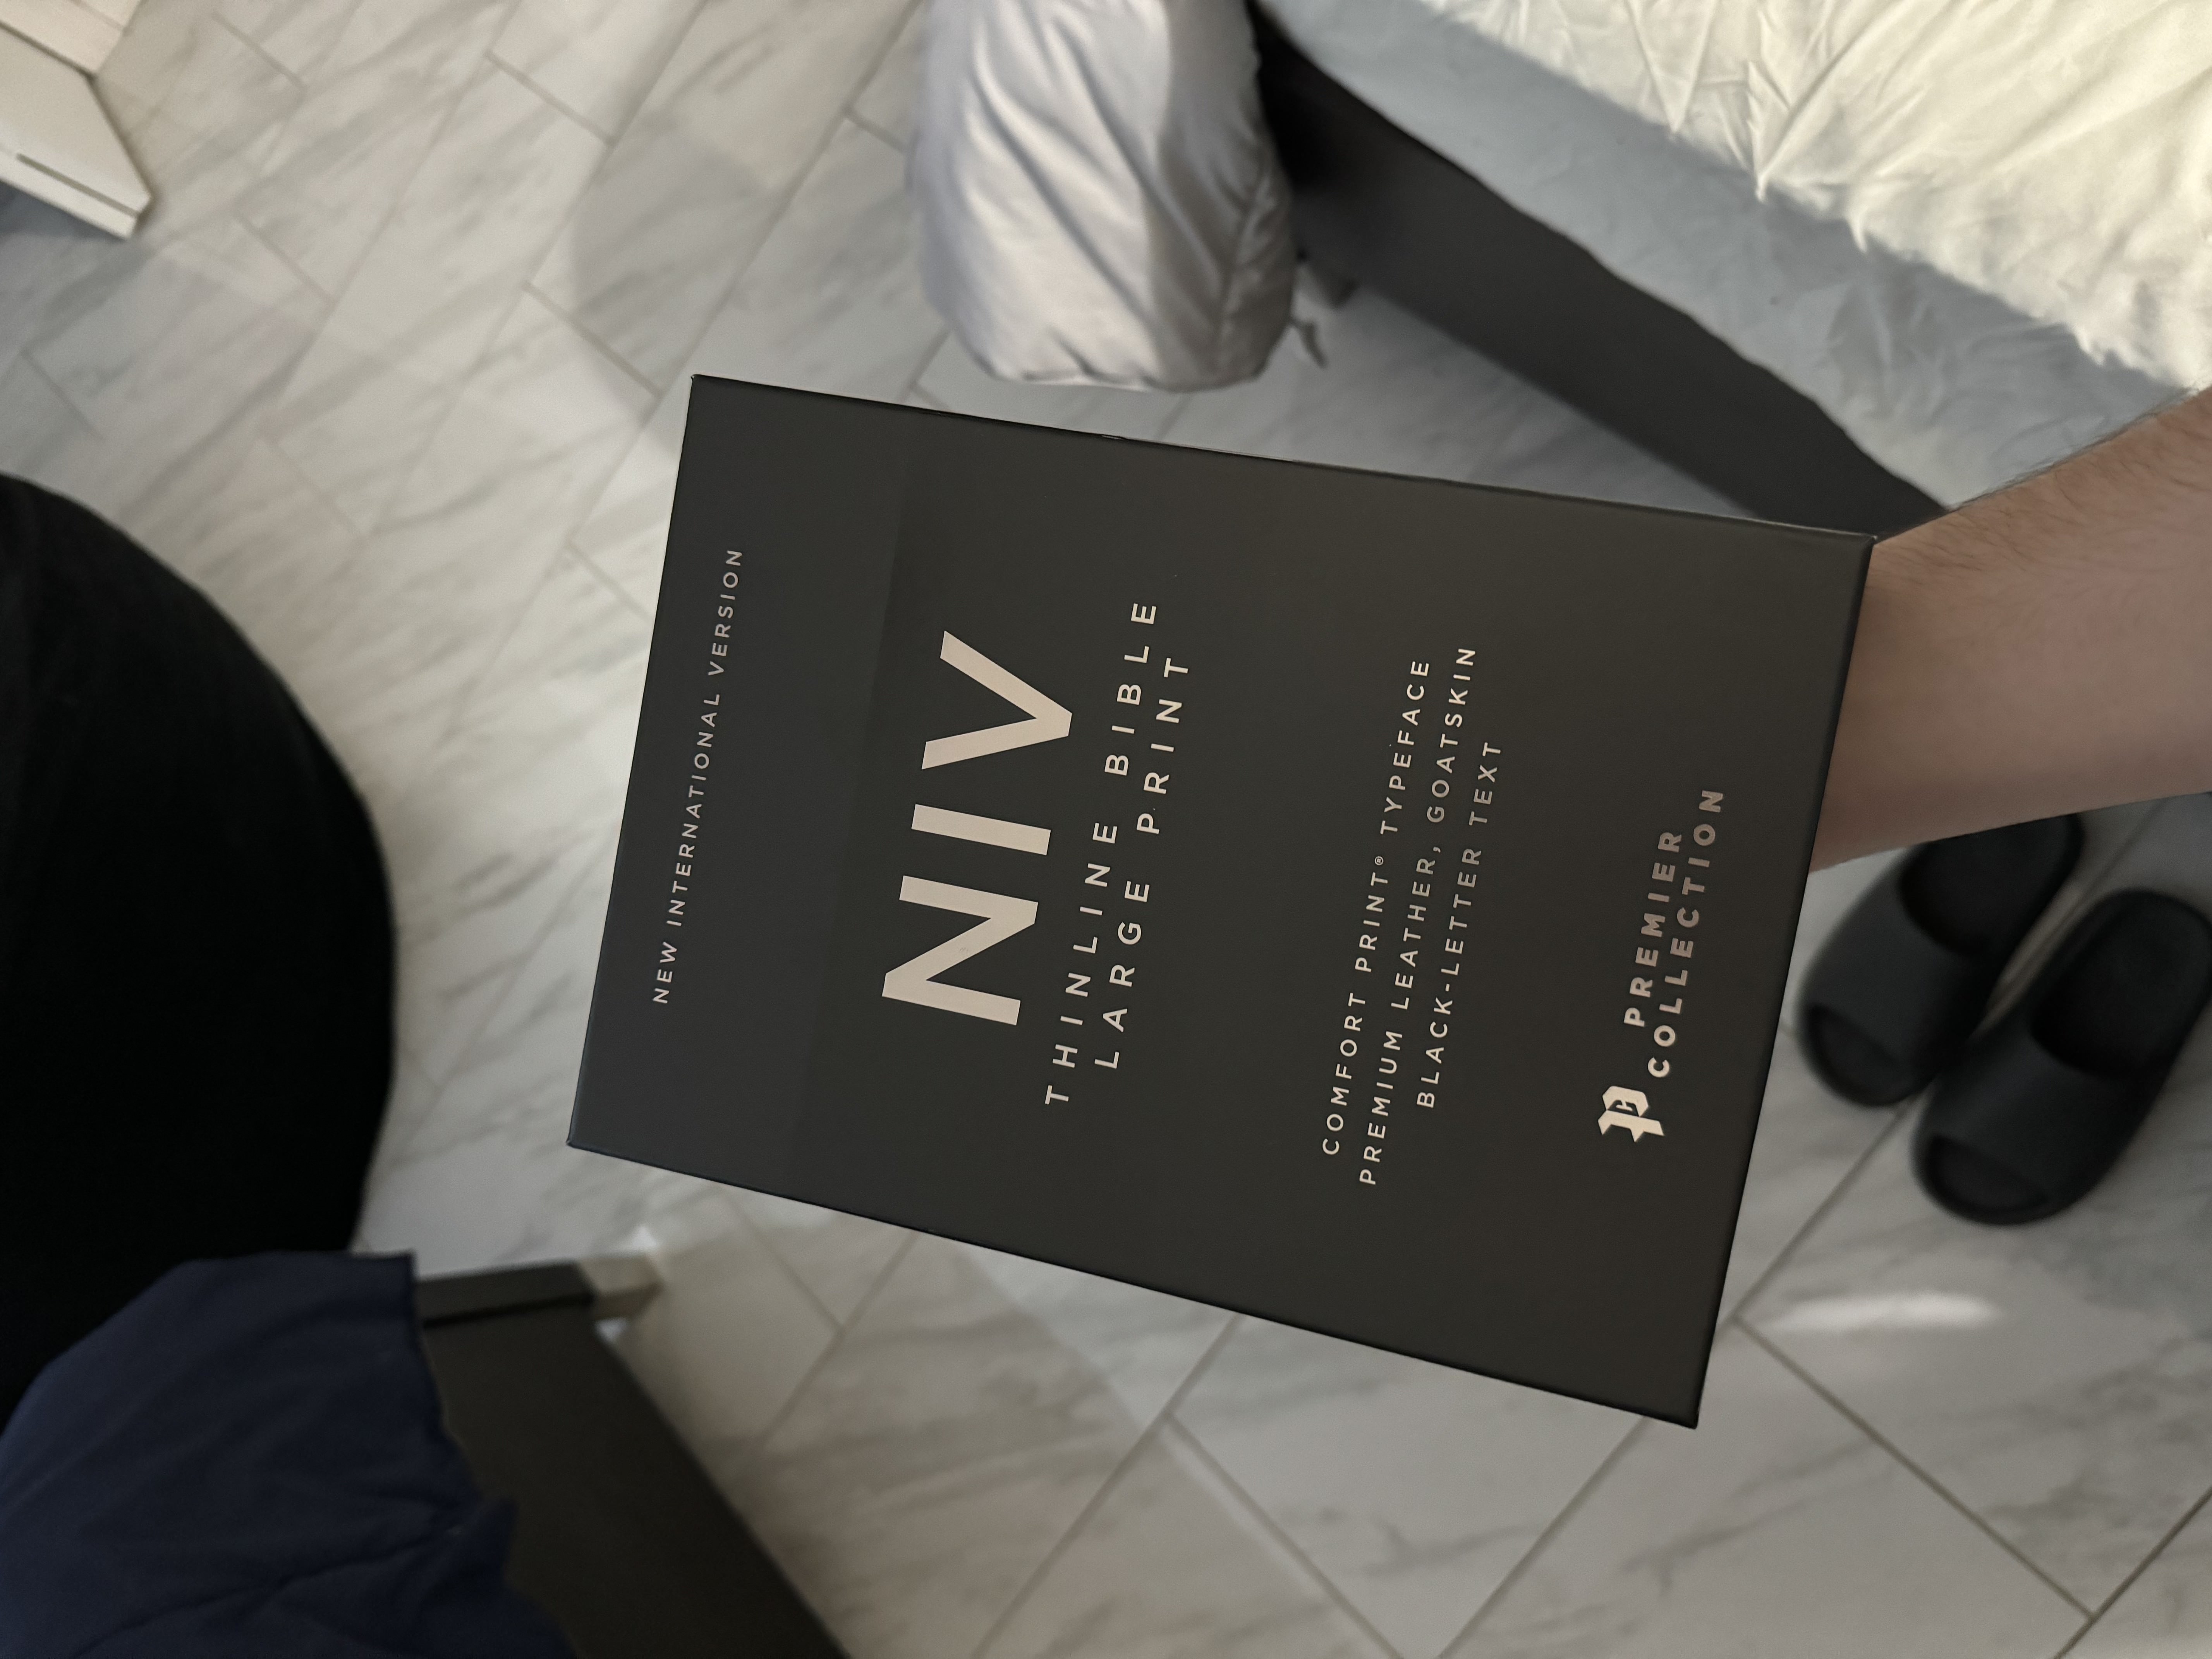 NEW INTERNATIONAL VERSION
NIV
THINLINE BIBLE
LARGE PRINT
COMFORT PRINT® TYPEFACE
PREMIUM LEATHER, GOATSKIN
BLACK-LETTER TEXT
PREMIER
COLLECTION